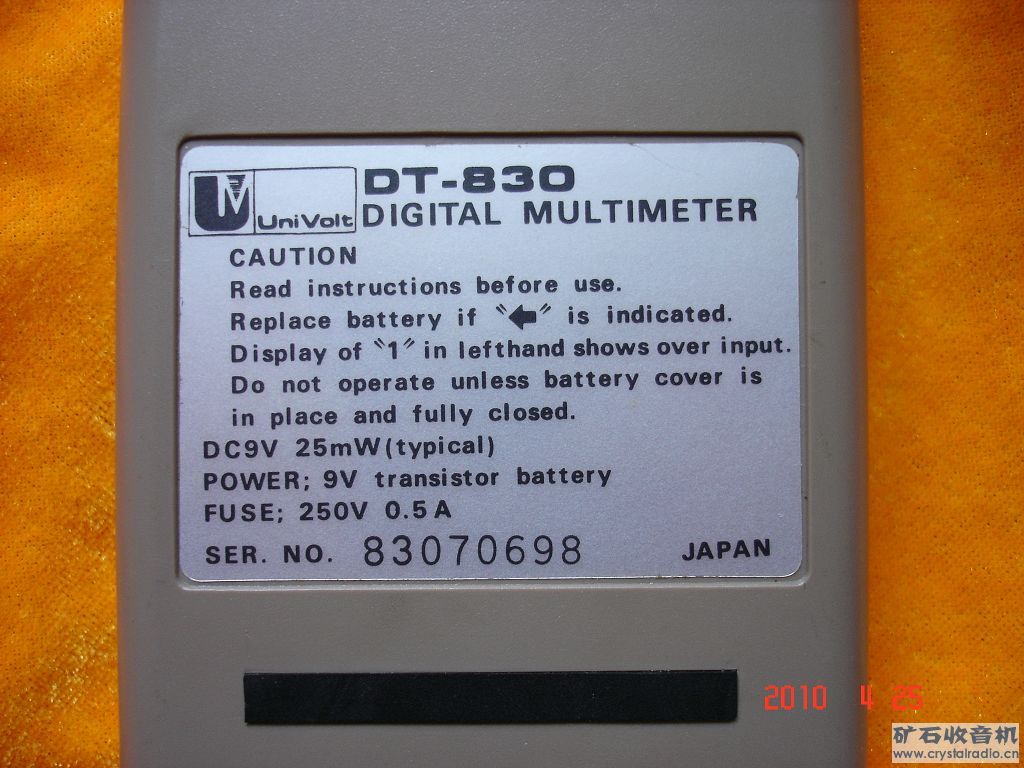 UM
UniVolt
DT-830
DIGITAL MULTIMETER
CAUTION
Read instructions before use.
Replace battery if "⬅" is indicated.
Display of "1" in lefthand shows over input.
Do not operate unless battery cover is
in place and fully closed.
DC9V 25mW(typical)
POWER; 9V transistor battery
FUSE; 250V 0.5A
SER. NO. 83070698 JAPAN
2010 4 25
矿石收音机
www.crystalradio.cn